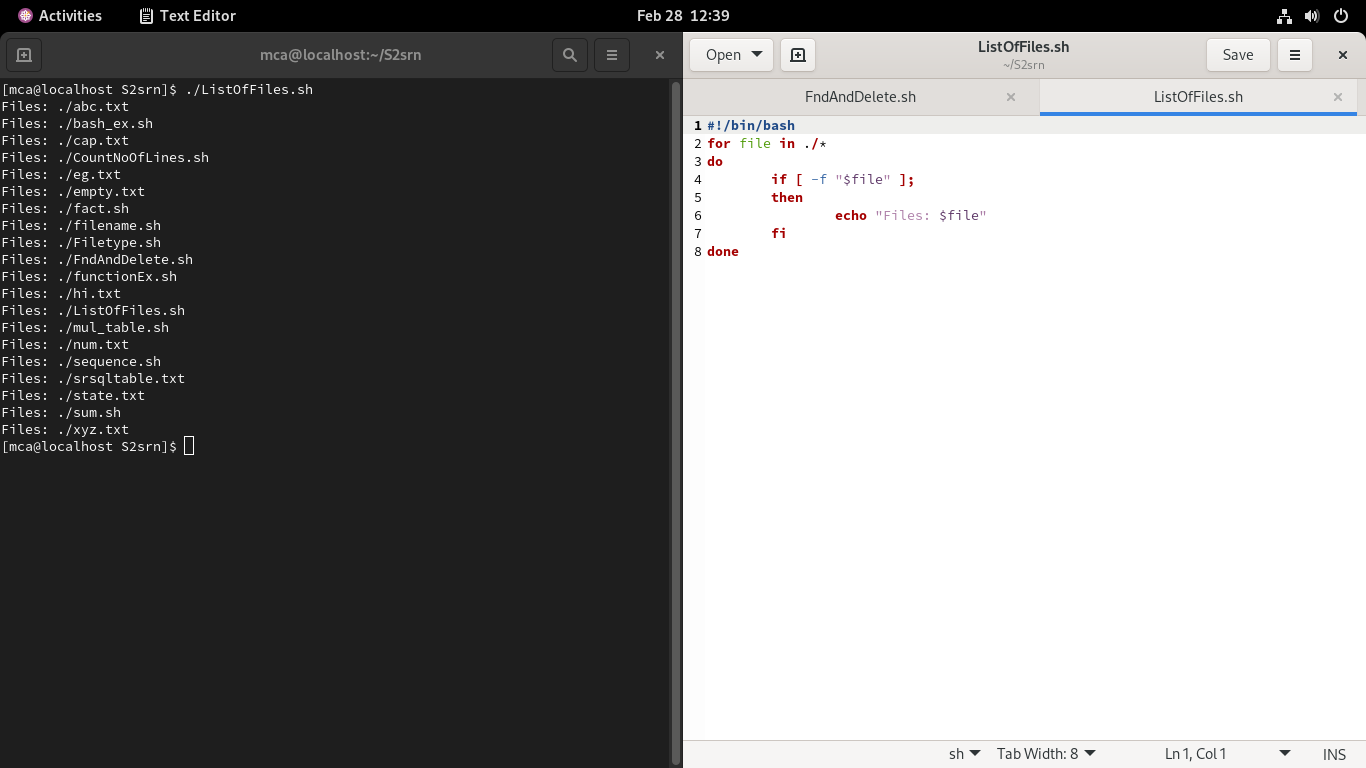 Activities Text Editor Feb 28 12:39
mca@localhost:~/S2srn
[mca@localhost S2srn]$ ./ListOfFiles.sh
Files: ./abc.txt
Files: ./bash_ex.sh
Files: ./cap.txt
Files: ./CountNoOfLines.sh
Files: ./eg.txt
Files: ./empty.txt
Files: ./fact.sh
Files: ./filename.sh
Files: ./Filetype.sh
Files: ./FndAndDelete.sh
Files: ./functionEx.sh
Files: ./hi.txt
Files: ./ListOfFiles.sh
Files: ./mul_table.sh
Files: ./num.txt
Files: ./sequence.sh
Files: ./srsqltable.txt
Files: ./state.txt
Files: ./sum.sh
Files: ./xyz.txt
[mca@localhost S2srn]$
Open ListOfFiles.sh Save
~/S2srn
FndAndDelete.sh ListOfFiles.sh
1 #!/bin/bash
2 for file in ./*
3 do
4         if [ -f "$file" ];
5         then
6                 echo "Files: $file"
7         fi
8 done
sh Tab Width: 8 Ln 1, Col 1 INS